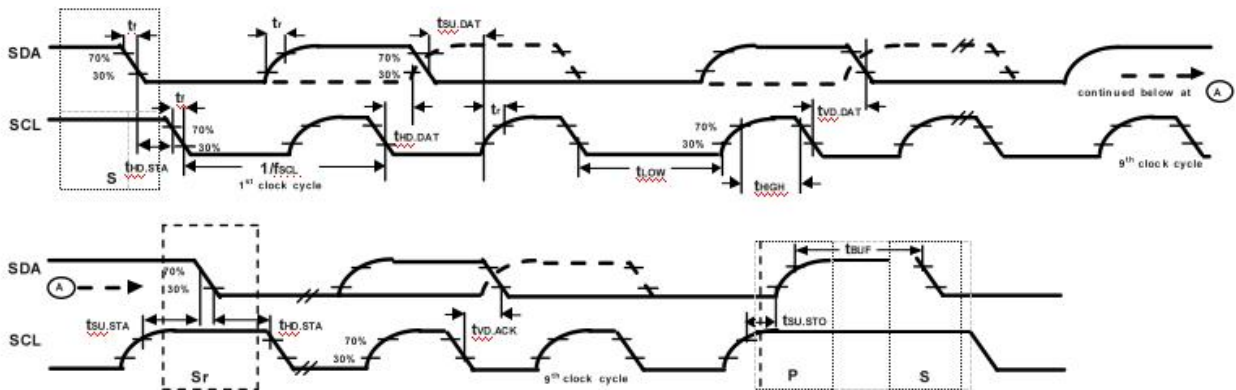 tf
tr
tSU.DAT
SDA
70%
30%
70%
30%
continued below at A
tf
tr
tVD.DAT
SCL
70%
30%
tHD.DAT
70%
30%
tHD.STA
1/fSCL
tLOW
9th clock cycle
S
1st clock cycle
tHIGH
tBUF
SDA
70%
30%
A
tSU.STA
tHD.STA
tVD.ACK
tSU.STO
SCL
70%
30%
Sr
9th clock cycle
P
S